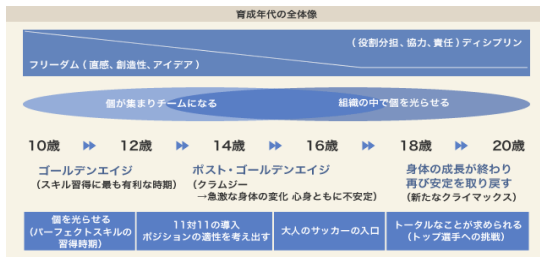 育成年代の全体像
(役割分担、協力、責任)ディシプリン
フリーダム(直感、創造性、アイデア)
個が集まりチームになる
組織の中で個を光らせる
10歳 12歳 14歳 16歳 18歳 20歳
ゴールデンエイジ
(スキル習得に最も有利な時期)
ポスト・ゴールデンエイジ
(クラムジー
→急激な身体の変化 心身ともに不安定)
身体の成長が終わり
再び安定を取り戻す
(新たなクライマックス)
個を光らせる
(パーフェクトスキルの
習得時期)
11対11の導入
ポジションの適性を考え出す
大人のサッカーの入口
トータルなことが求められる
(トップ選手への挑戦)